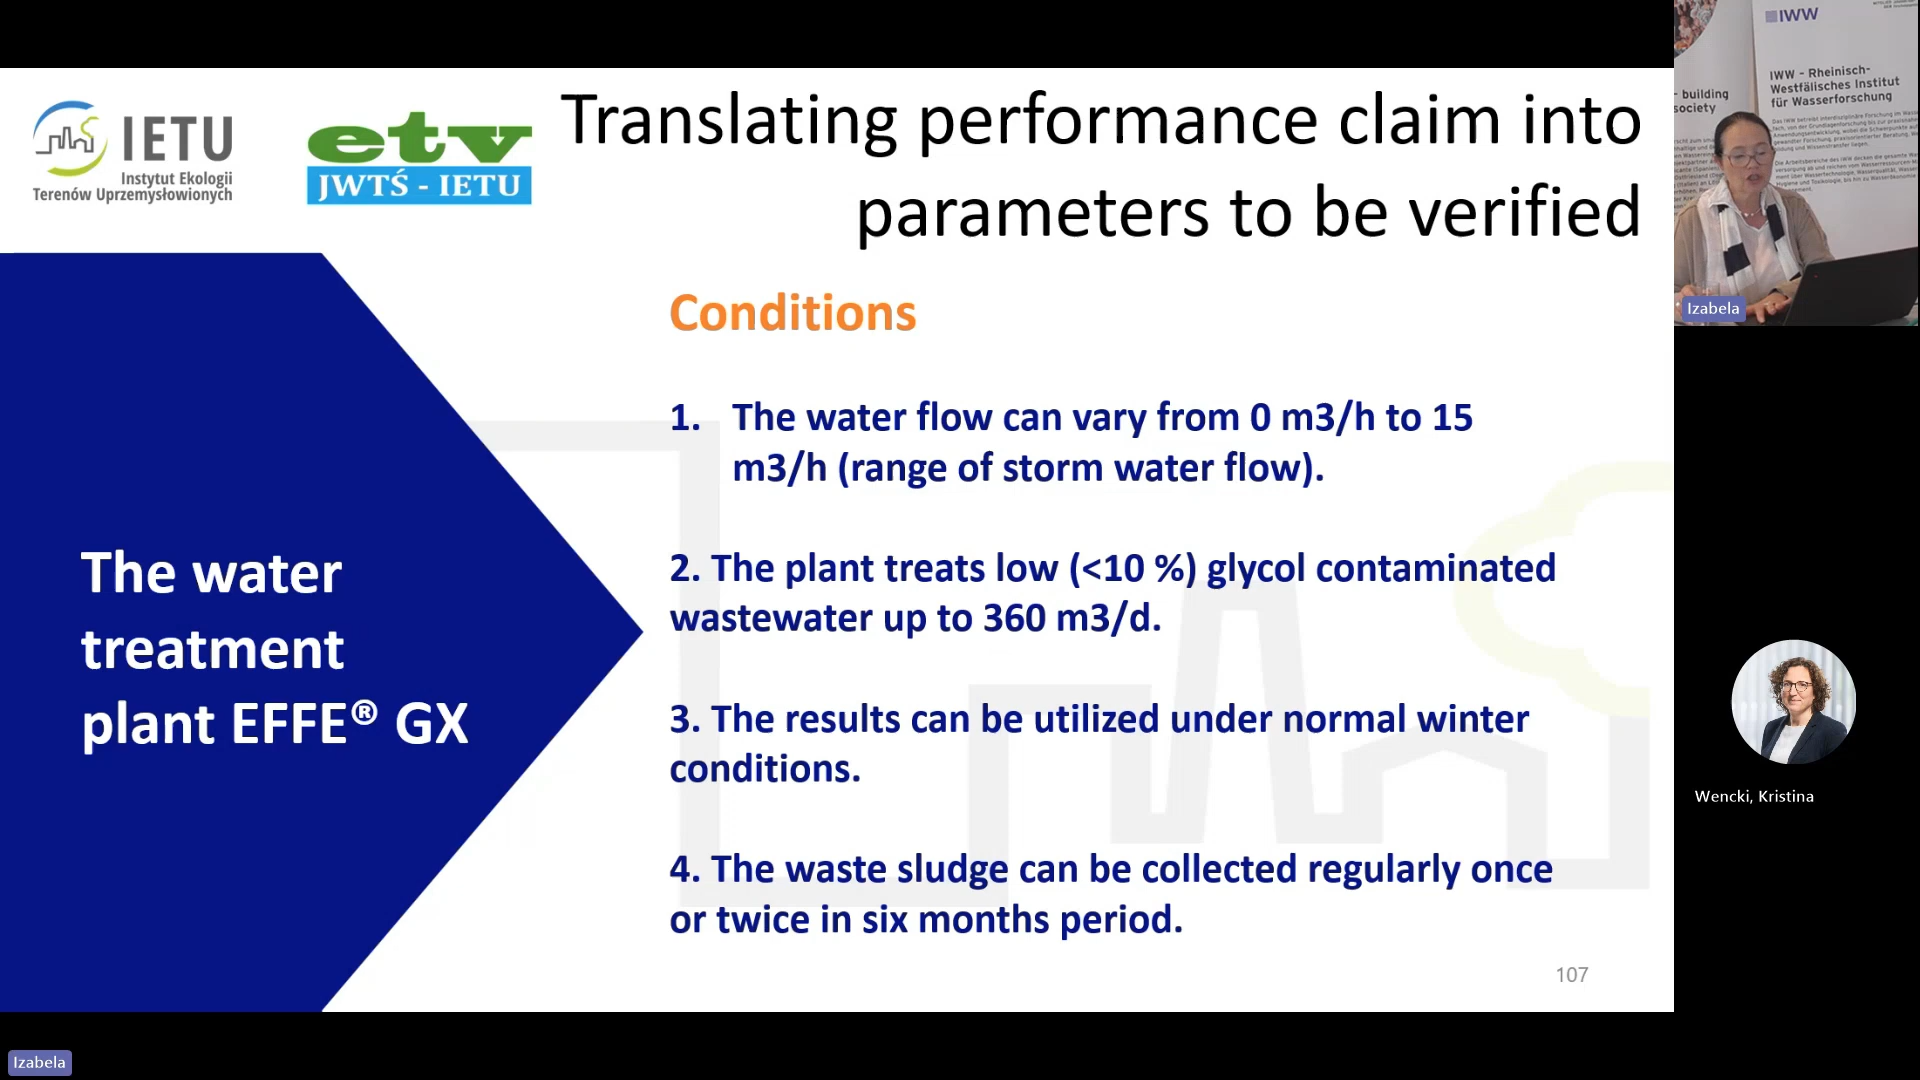 IETU
Instytut Ekologii
Terenów Uprzemysłowionych
etv
JWTŚ - IETU
Translating performance claim into
parameters to be verified
The water
treatment
plant EFFE® GX
Conditions
1. The water flow can vary from 0 m3/h to 15
m3/h (range of storm water flow).
2. The plant treats low (<10 %) glycol contaminated
wastewater up to 360 m3/d.
3. The results can be utilized under normal winter
conditions.
4. The waste sludge can be collected regularly once
or twice in six months period.
107
IWW
IWW - Rheinisch-
Westfälisches Institut
für Wasserforschung
building
society
Izabela
Wencki, Kristina
Izabela